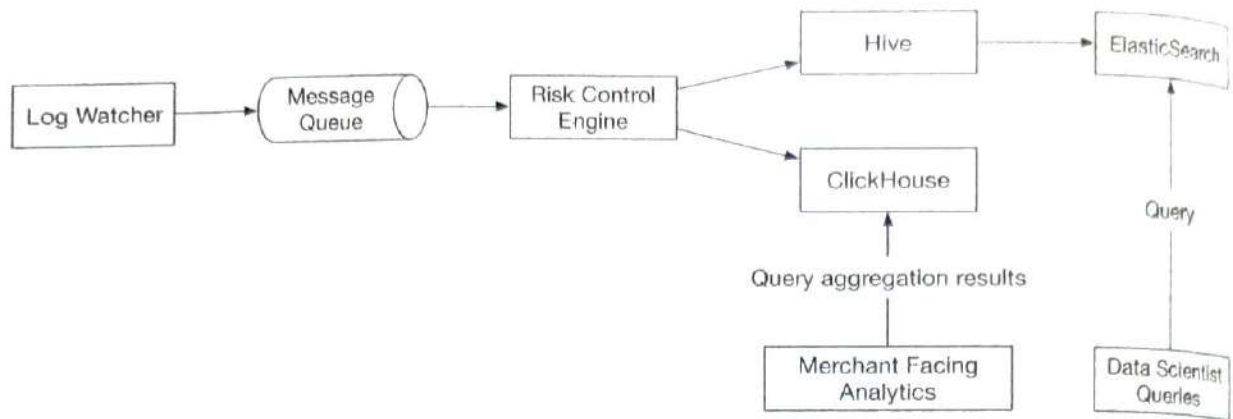 Hive
ElasticSearch
Log Watcher
Message
Queue
Risk Control
Engine
ClickHouse
Query
Query aggregation results
Merchant Facing
Analytics
Data Scientist
Queries